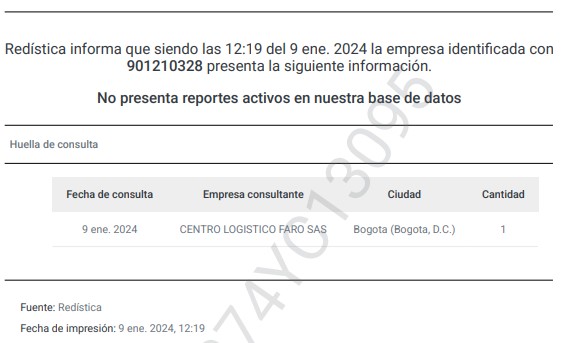 Redística informa que siendo las 12:19 del 9 ene. 2024 la empresa identificada con
901210328 presenta la siguiente información.
No presenta reportes activos en nuestra base de datos
Huella de consulta
Fecha de consulta Empresa consultante Ciudad Cantidad
9 ene. 2024 CENTRO LOGISTICO FARO SAS Bogota (Bogota, D.C.) 1
Fuente: Redística
Fecha de impresión: 9 ene. 2024, 12:19
74YC13095